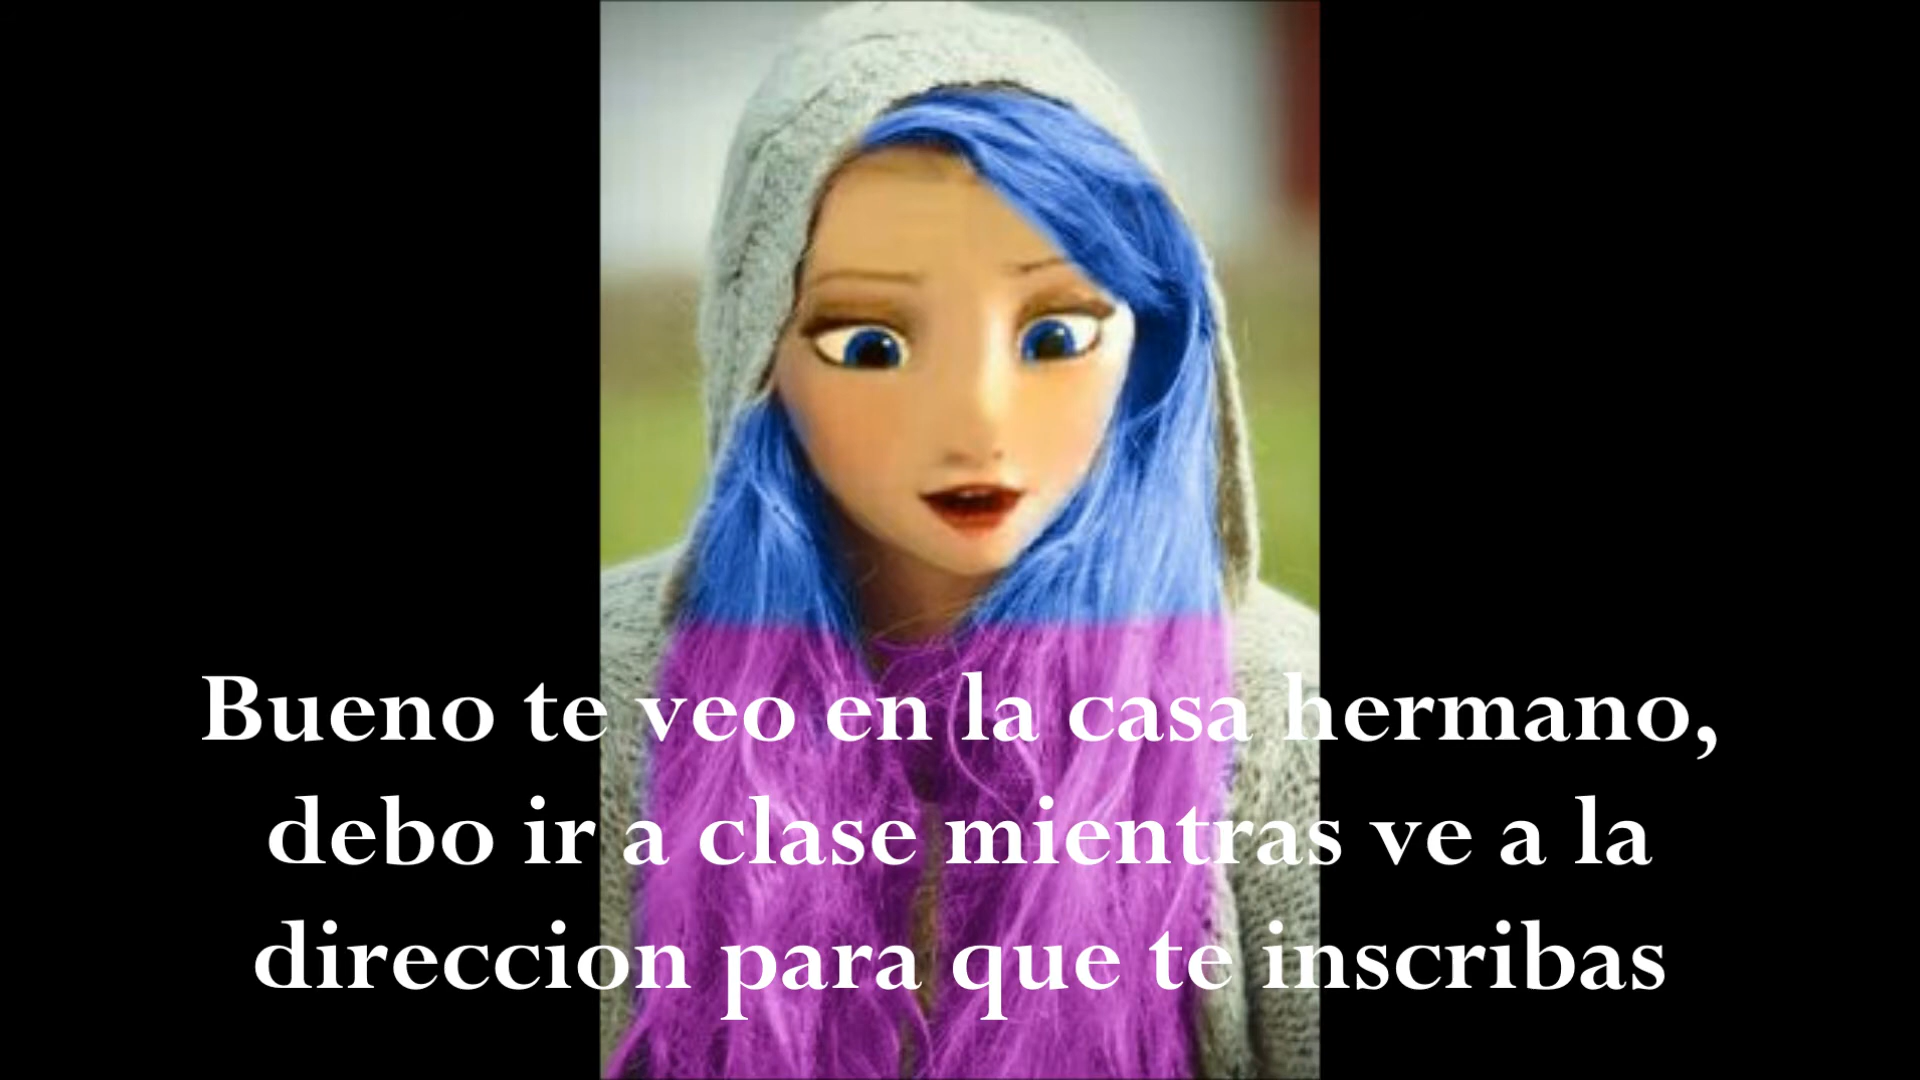 Bueno te veo en la casa hermano,
debo ir a clase mientras ve a la
direccion para que te inscribas